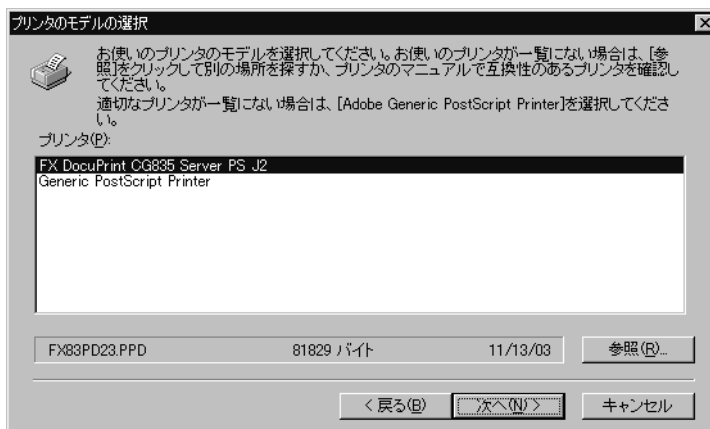 プリンタのモデルの選択
お使いのプリンタのモデルを選択してください。お使いのプリンタが一覧にない場合は、[参
照]をクリックして別の場所を探すか、プリンタのマニュアルで互換性のあるプリンタを確認し
てください。
適切なプリンタが一覧にない場合は、[Adobe Generic PostScript Printer]を選択してくださ
い。
プリンタ(P):
FX DocuPrint CG835 Server PS J2
Generic PostScript Printer
FX83PD23.PPD 81829 バイト 11/13/03 参照(R)...
< 戻る(B) 次へ(N) > キャンセル